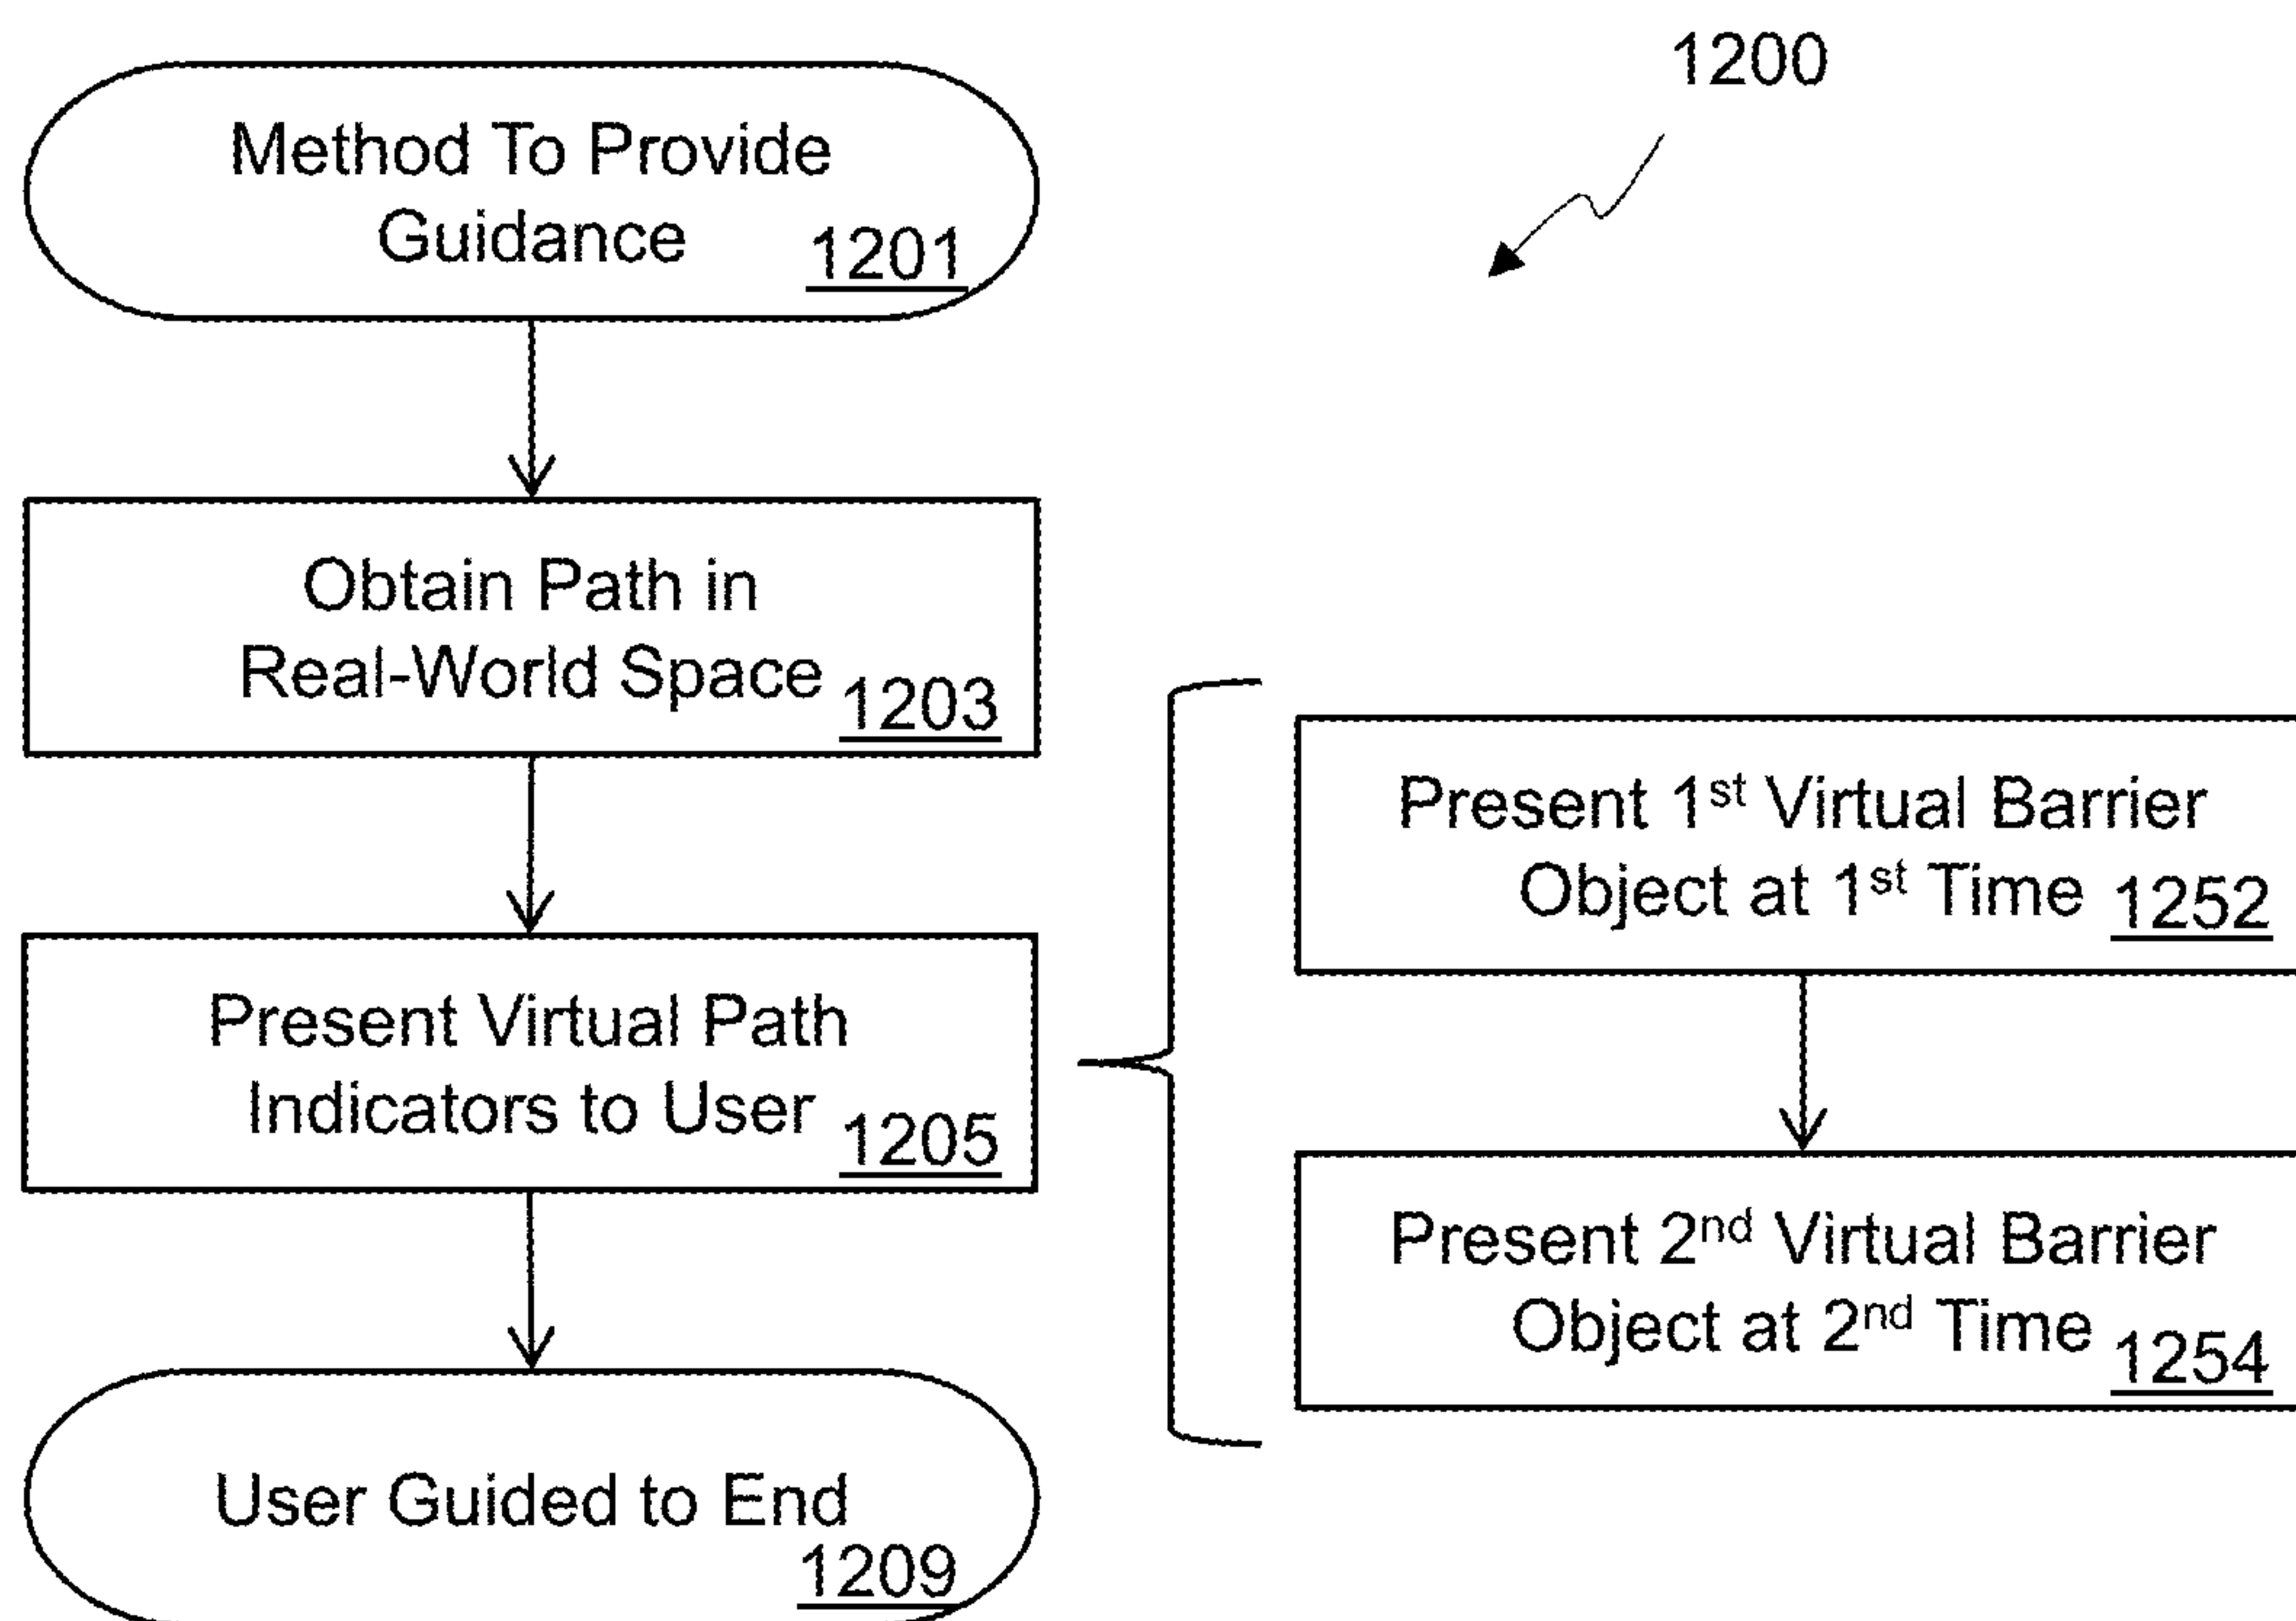 1200
Method To Provide
Guidance 1201
Obtain Path in
Real-World Space 1203
Present Virtual Path
Indicators to User 1205
User Guided to End
1209
Present 1st Virtual Barrier
Object at 1st Time 1252
Present 2nd Virtual Barrier
Object at 2nd Time 1254